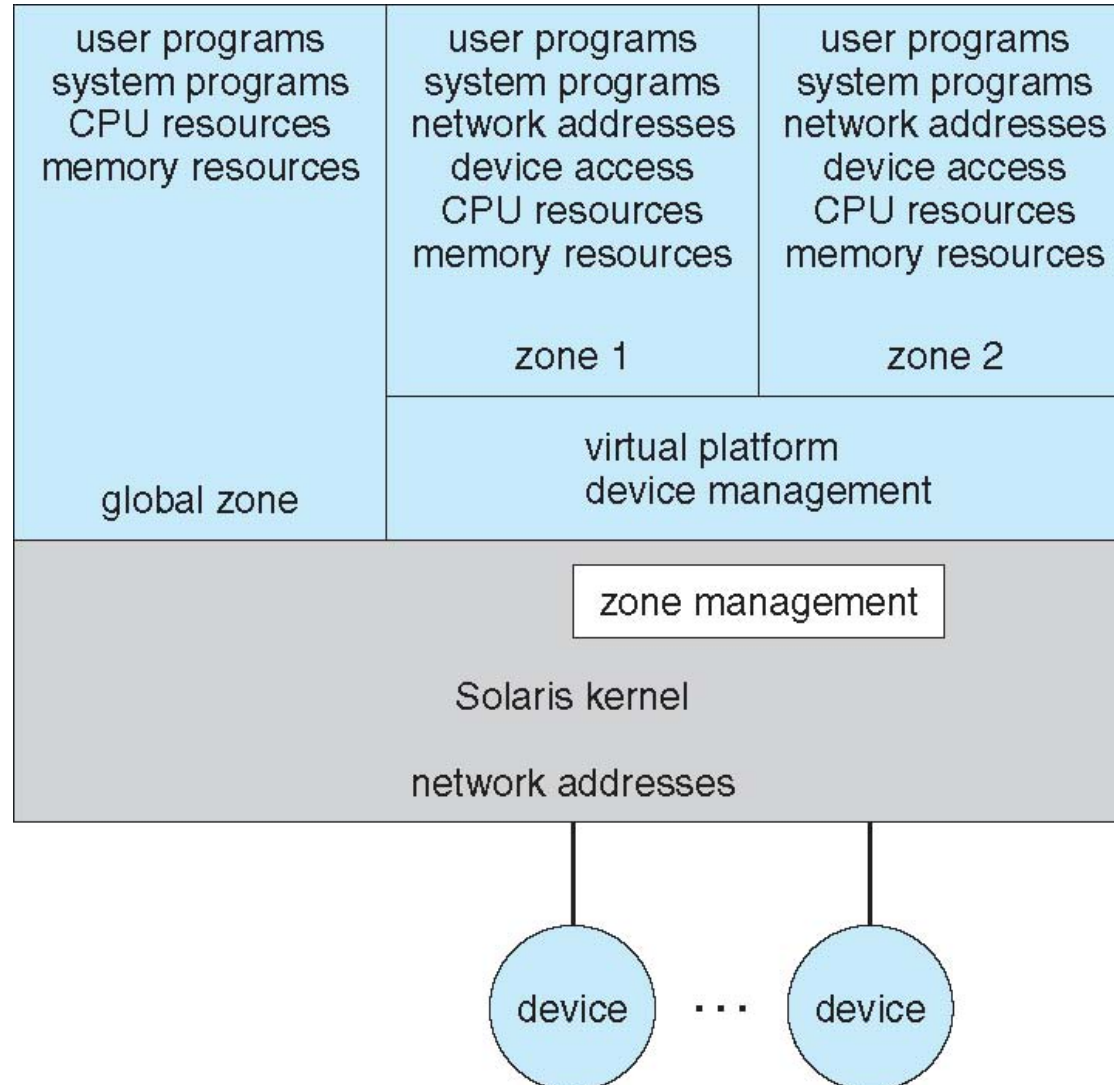 user programs
system programs
CPU resources
memory resources
global zone
user programs
system programs
network addresses
device access
CPU resources
memory resources
zone 1
user programs
system programs
network addresses
device access
CPU resources
memory resources
zone 2
virtual platform
device management
zone management
Solaris kernel
network addresses
device
...
device